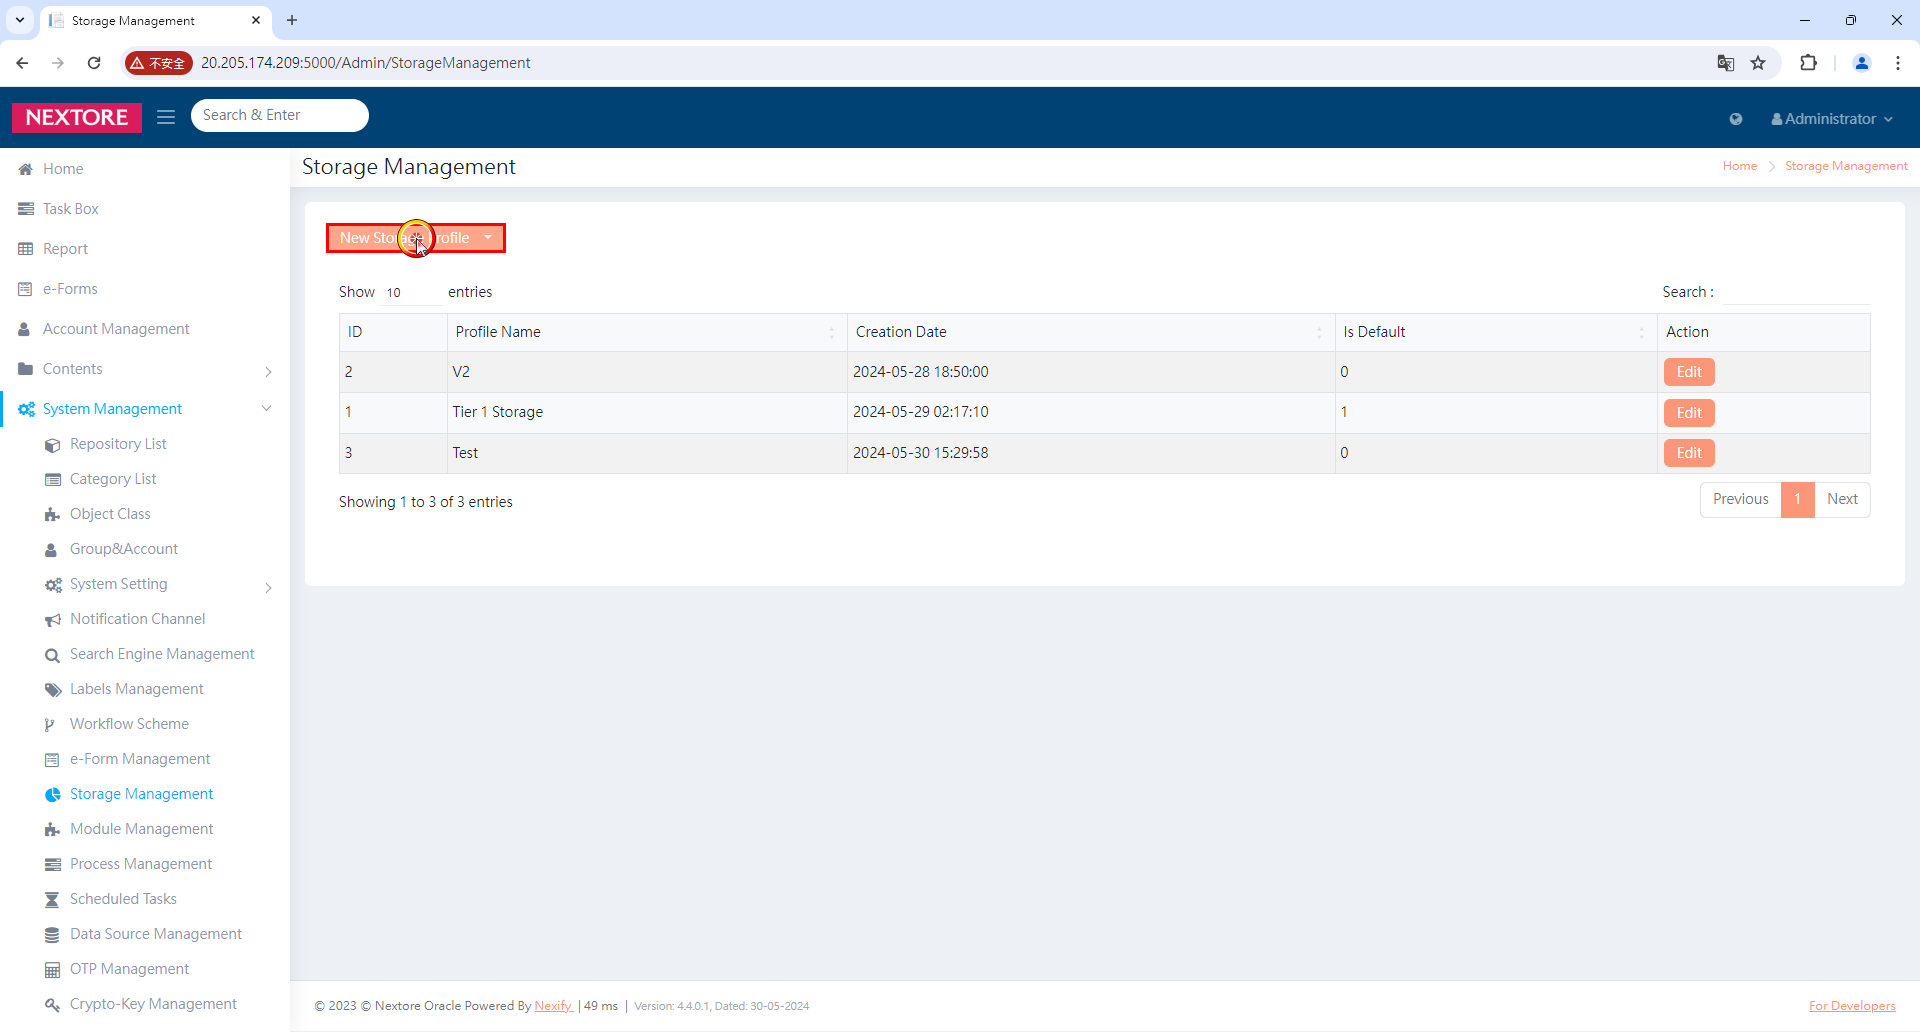 Storage Management
不安全
20.205.174.209:5000/Admin/StorageManagement
NEXTORE
Search & Enter
Administrator
Home
Task Box
Report
e-Forms
Account Management
Contents
System Management
Repository List
Category List
Object Class
Group&Account
System Setting
Notification Channel
Search Engine Management
Labels Management
Workflow Scheme
e-Form Management
Storage Management
Module Management
Process Management
Scheduled Tasks
Data Source Management
OTP Management
Crypto-Key Management
Storage Management
Home Storage Management
New Storage Profile
Show 10 entries
Search :
ID Profile Name Creation Date Is Default Action
2 V2 2024-05-28 18:50:00 0 Edit
1 Tier 1 Storage 2024-05-29 02:17:10 1 Edit
3 Test 2024-05-30 15:29:58 0 Edit
Showing 1 to 3 of 3 entries
Previous 1 Next
© 2023 © Nextore Oracle Powered By Nexify | 49 ms | Version: 4.4.0.1, Dated: 30-05-2024
For Developers